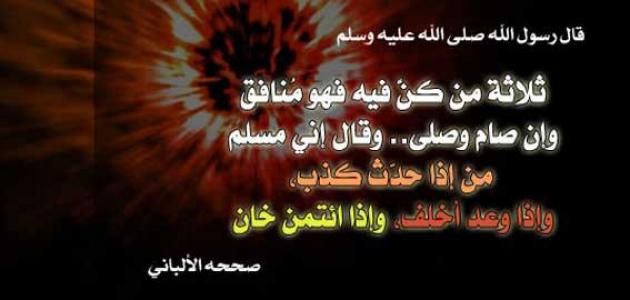 قال رسول الله صلى الله عليه وسلم
ثلاثة من كنَّ فيه فهو مُنافق
وإن صام وصلى.. وقال إني مسلم
من إذا حدّث كذب،
وإذا وعد أخلف، وإذا ائتمن خان
صححه الألباني